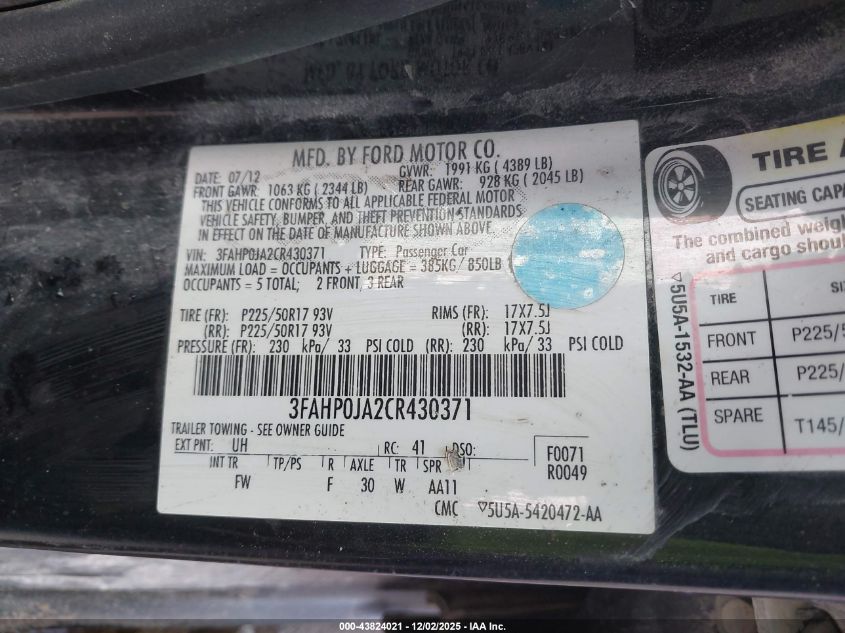 MFD. BY FORD MOTOR CO.
DATE: 07/12 GVWR: 1991 KG ( 4389 LB)
FRONT GAWR: 1063 KG ( 2344 LB) REAR GAWR: 928 KG ( 2045 LB)
THIS VEHICLE CONFORMS TO ALL APPLICABLE FEDERAL MOTOR
VEHICLE SAFETY, BUMPER, AND THEFT PREVENTION STANDARDS
IN EFFECT ON THE DATE OF MANUFACTURE SHOWN ABOVE.
VIN: 3FAHP0JA2CR430371 TYPE: Passenger Car
MAXIMUM LOAD = OCCUPANTS + LUGGAGE = 385KG/ 850LB
OCCUPANTS = 5 TOTAL; 2 FRONT, 3 REAR
TIRE (FR): P225/50R17 93V RIMS (FR): 17X7.5J
(RR): P225/50R17 93V (RR): 17X7.5J
PRESSURE (FR): 230 kPa/ 33 PSI COLD (RR): 230 kPa/ 33 PSI COLD
3FAHP0JA2CR430371
TRAILER TOWING - SEE OWNER GUIDE
EXT PNT: UH RC: 41 DSO: F0071
R0049
INT TR TP/PS R AXLE TR SPR
FW F 30 W AA11
CMC ▽5U5A-5420472-AA
TIRE A
SEATING CAPA
The combined weigh
and cargo shoul
TIRE SI
FRONT P225/5
REAR P225/
SPARE T145/
▽5U5A-1532-AA (TLU)
000-43824021 - 12/02/2025 - IAA Inc.